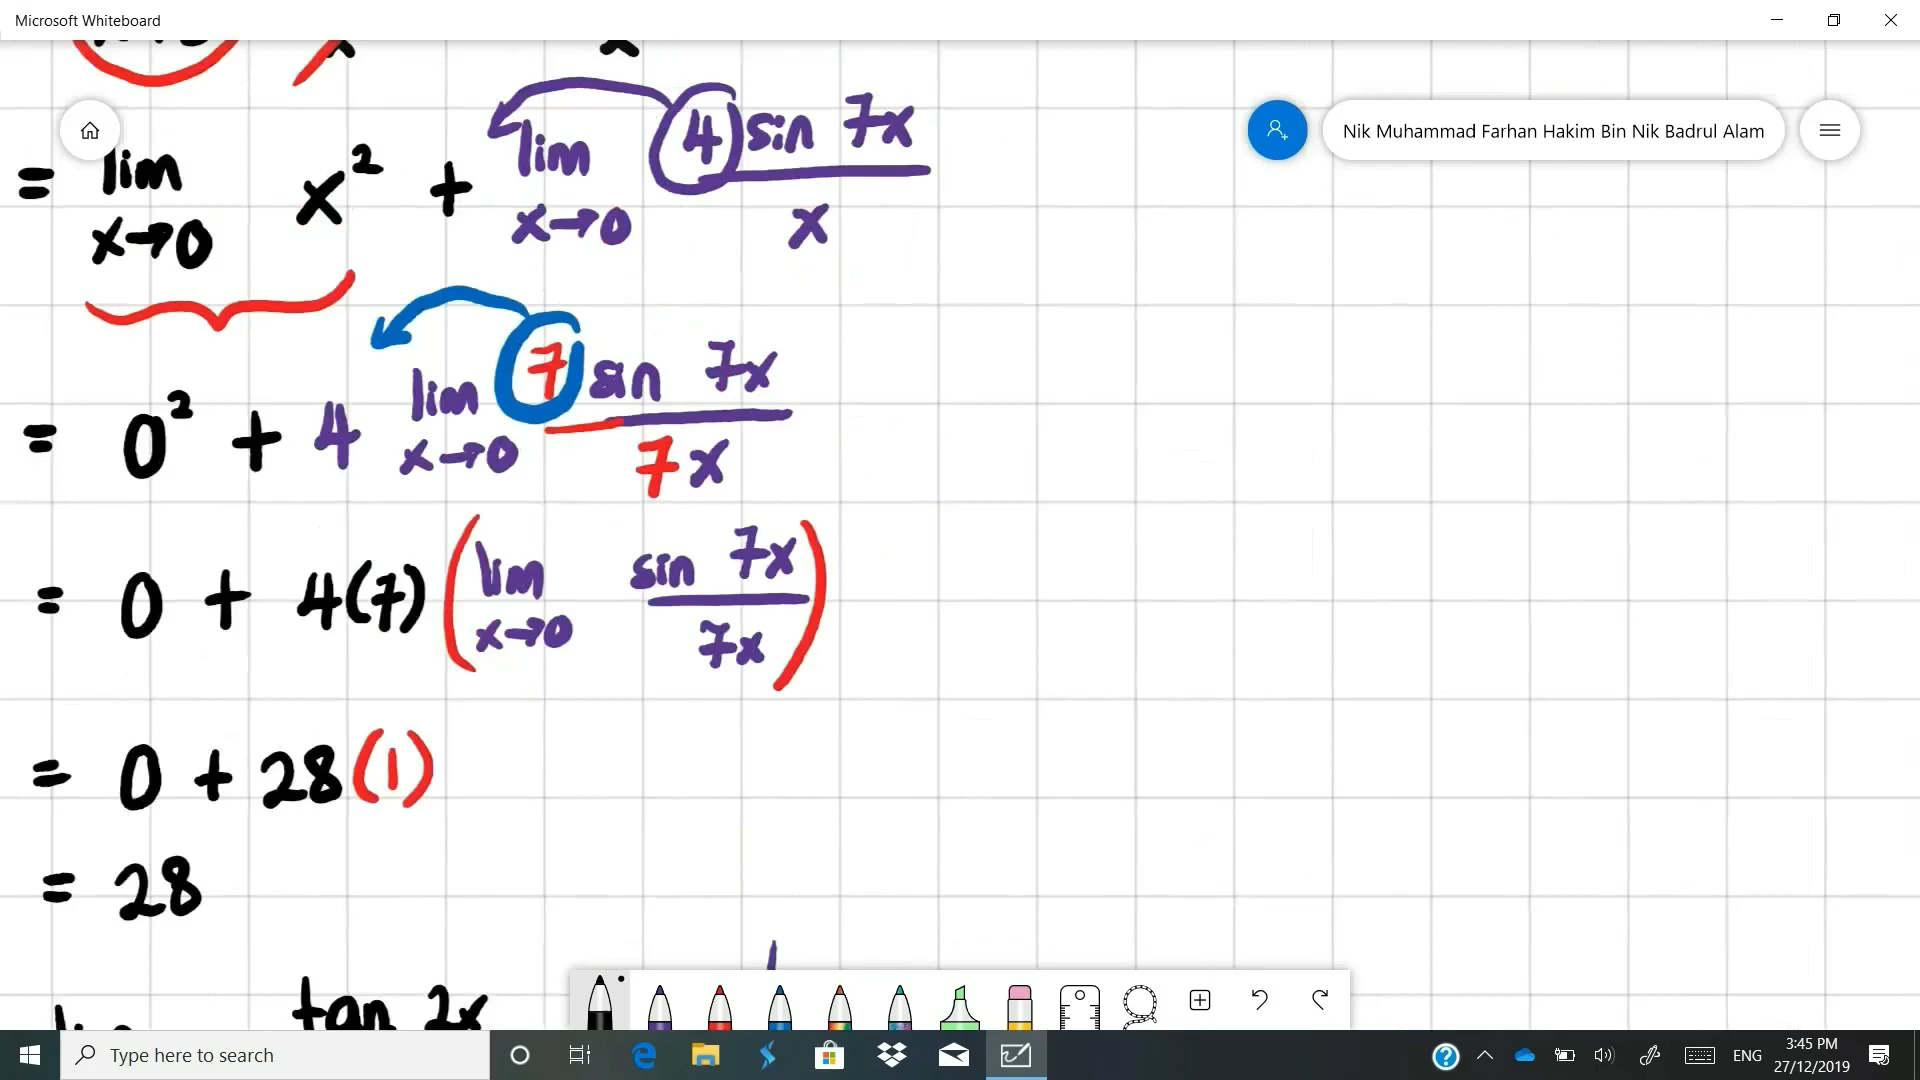 Microsoft Whiteboard
Nik Muhammad Farhan Hakim Bin Nik Badrul Alam
= lim x→0 x² + lim x→0 4 sin 7x / x
= 0² + 4 lim x→0 7 sin 7x / 7x
= 0 + 4(7) ( lim x→0 sin 7x / 7x )
= 0 + 28 (1)
= 28
tan 2x
Type here to search
ENG
3:45 PM
27/12/2019